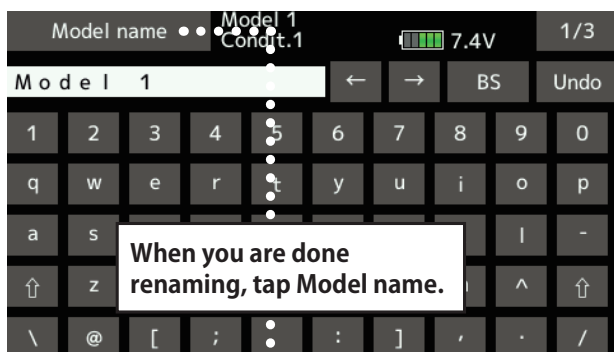 Model name Model 1 1/3
Condit.1 7.4V
Model 1 ← → BS Undo
1 2 3 4 5 6 7 8 9 0
q w e r t y u i o p
a s l -
When you are done
renaming, tap Model name.
⇧ z ^ ⇧
\ @ [ ; : ] , . /